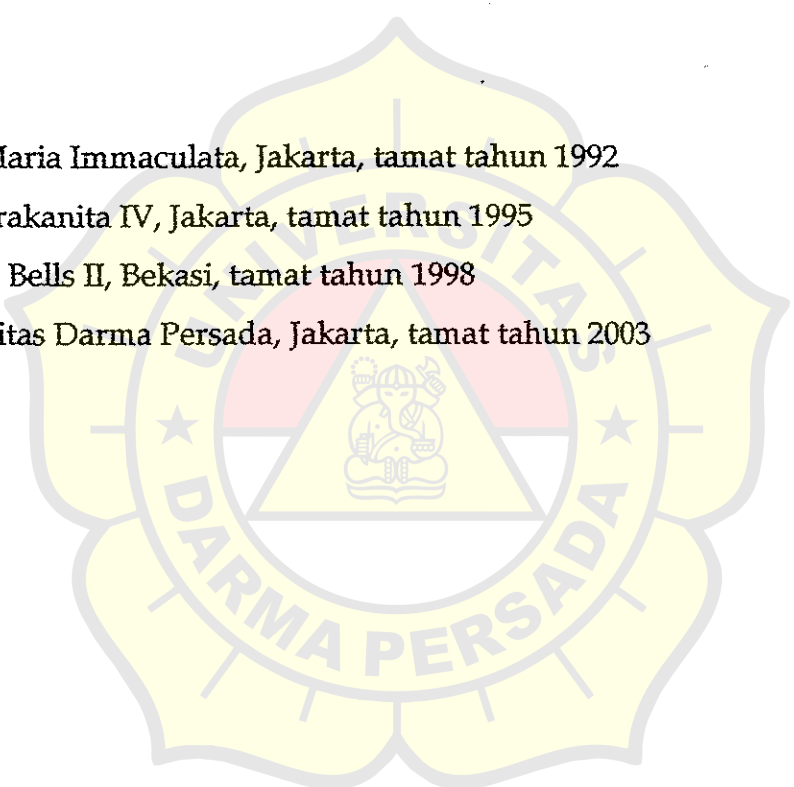 Maria Immaculata, Jakarta, tamat tahun 1992
rakanita IV, Jakarta, tamat tahun 1995
Bells II, Bekasi, tamat tahun 1998
itas Darma Persada, Jakarta, tamat tahun 2003
UNIVERSITAS
DARMA PERSADA